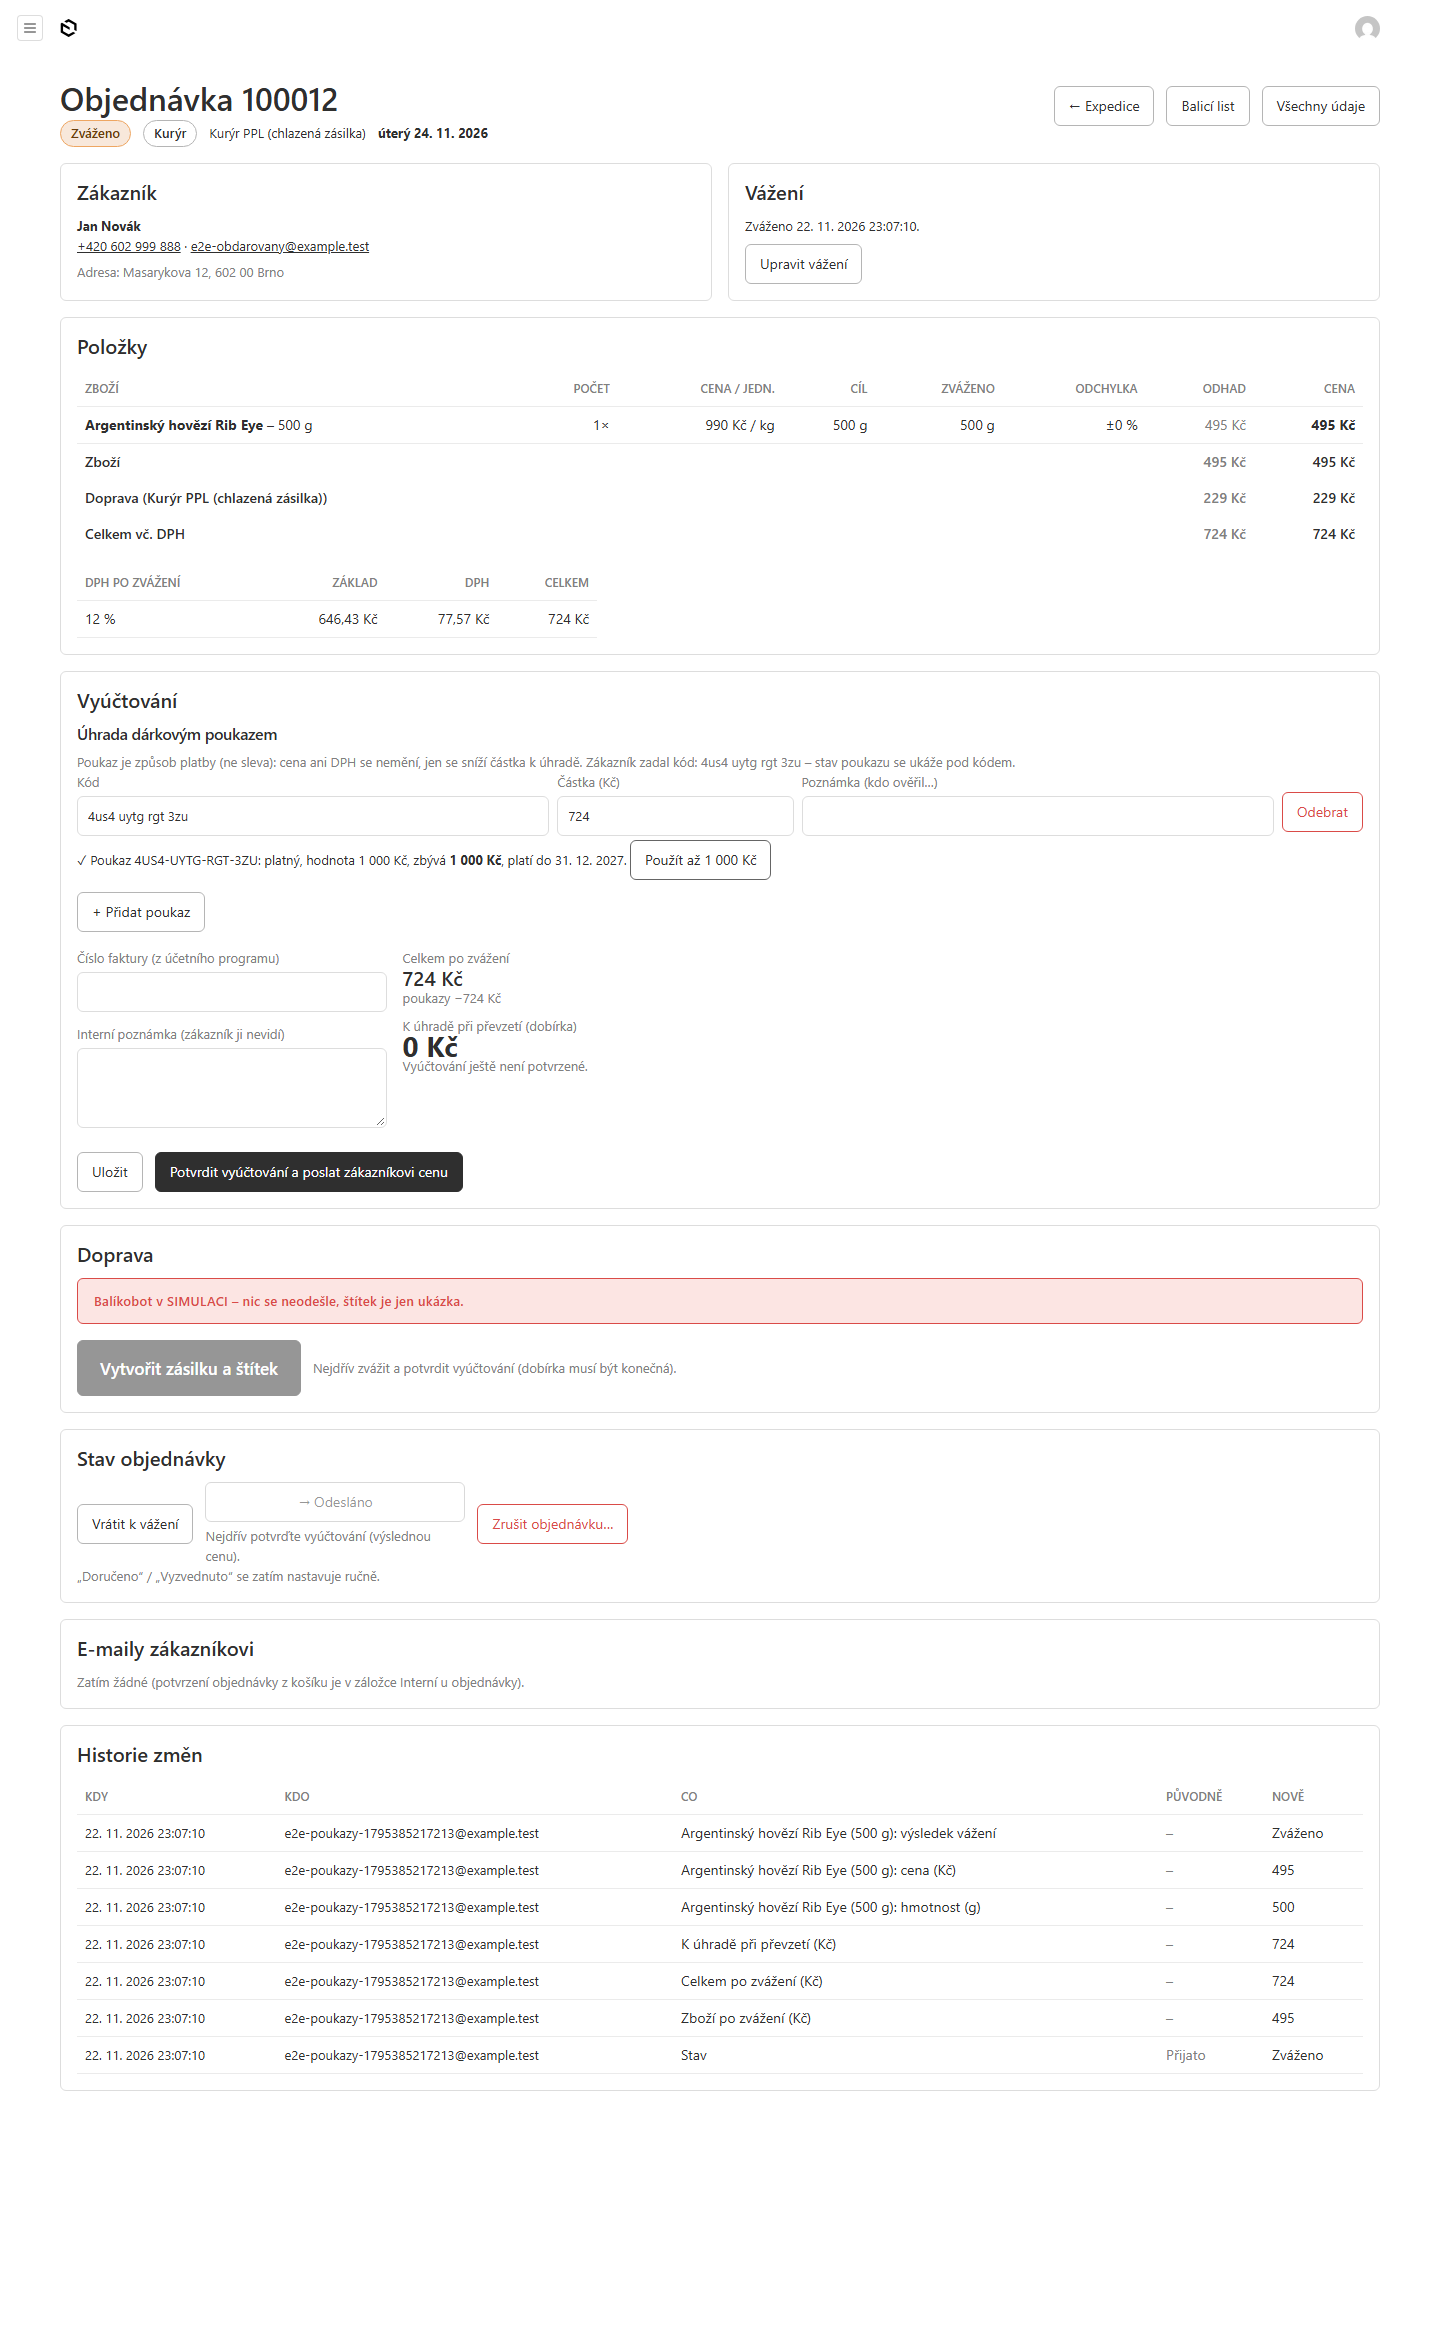 Objednávka 100012
← Expedice
Balicí list
Všechny údaje
Zváženo Kurýr Kurýr PPL (chlazená zásilka) úterý 24. 11. 2026
Zákazník
Jan Novák
+420 602 999 888 · e2e-obdarovany@example.test
Adresa: Masarykova 12, 602 00 Brno
Vážení
Zváženo 22. 11. 2026 23:07:10.
Upravit vážení
Položky
ZBOŽÍ POČET CENA / JEDN. CÍL ZVÁŽENO ODCHYLKA ODHAD CENA
Argentinský hovězí Rib Eye – 500 g 1× 990 Kč / kg 500 g 500 g ±0 % 495 Kč 495 Kč
Zboží 495 Kč 495 Kč
Doprava (Kurýr PPL (chlazená zásilka)) 229 Kč 229 Kč
Celkem vč. DPH 724 Kč 724 Kč
DPH PO ZVÁŽENÍ ZÁKLAD DPH CELKEM
12 % 646,43 Kč 77,57 Kč 724 Kč
Vyúčtování
Úhrada dárkovým poukazem
Poukaz je způsob platby (ne sleva): cena ani DPH se nemění, jen se sníží částka k úhradě. Zákazník zadal kód: 4us4 uytg rgt 3zu – stav poukazu se ukáže pod kódem.
Kód Částka (Kč) Poznámka (kdo ověřil…)
4us4 uytg rgt 3zu 724 Odebrat
✓ Poukaz 4US4-UYTG-RGT-3ZU: platný, hodnota 1 000 Kč, zbývá 1 000 Kč, platí do 31. 12. 2027. Použít až 1 000 Kč
+ Přidat poukaz
Číslo faktury (z účetního programu)
Interní poznámka (zákazník ji nevidí)
Celkem po zvážení
724 Kč
poukazy −724 Kč
K úhradě při převzetí (dobírka)
0 Kč
Vyúčtování ještě není potvrzené.
Uložit
Potvrdit vyúčtování a poslat zákazníkovi cenu
Doprava
Balíkobot v SIMULACI – nic se neodešle, štítek je jen ukázka.
Vytvořit zásilku a štítek Nejdřív zvážit a potvrdit vyúčtování (dobírka musí být konečná).
Stav objednávky
Vrátit k vážení
→ Odesláno
Nejdřív potvrďte vyúčtování (výslednou
cenu).
Zrušit objednávku…
„Doručeno“ / „Vyzvednuto“ se zatím nastavuje ručně.
E-maily zákazníkovi
Zatím žádné (potvrzení objednávky z košíku je v záložce Interní u objednávky).
Historie změn
KDY KDO CO PŮVODNĚ NOVĚ
22. 11. 2026 23:07:10 e2e-poukazy-1795385217213@example.test Argentinský hovězí Rib Eye (500 g): výsledek vážení – Zváženo
22. 11. 2026 23:07:10 e2e-poukazy-1795385217213@example.test Argentinský hovězí Rib Eye (500 g): cena (Kč) – 495
22. 11. 2026 23:07:10 e2e-poukazy-1795385217213@example.test Argentinský hovězí Rib Eye (500 g): hmotnost (g) – 500
22. 11. 2026 23:07:10 e2e-poukazy-1795385217213@example.test K úhradě při převzetí (Kč) – 724
22. 11. 2026 23:07:10 e2e-poukazy-1795385217213@example.test Celkem po zvážení (Kč) – 724
22. 11. 2026 23:07:10 e2e-poukazy-1795385217213@example.test Zboží po zvážení (Kč) – 495
22. 11. 2026 23:07:10 e2e-poukazy-1795385217213@example.test Stav Přijato Zváženo